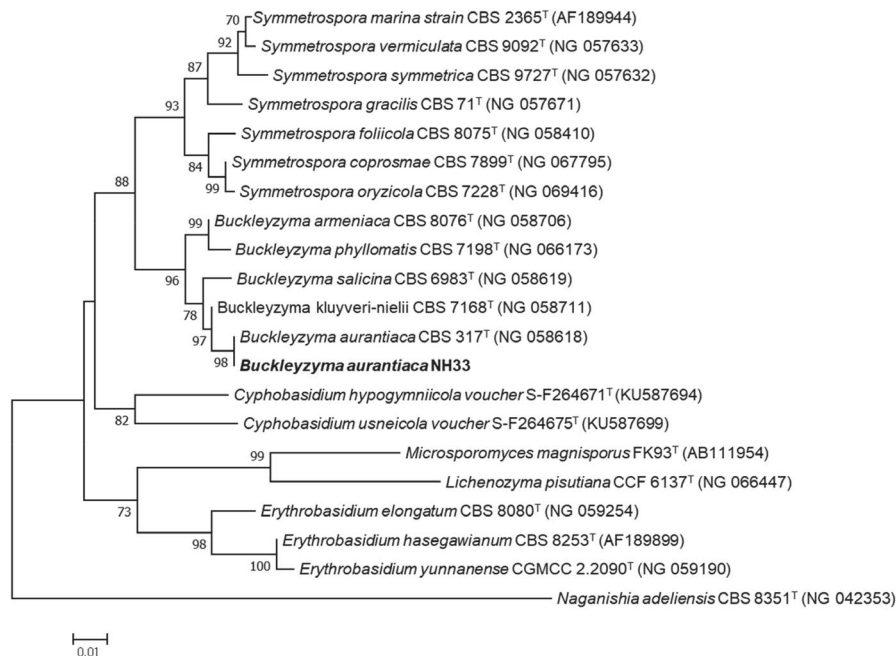 70
Symmetrospora marina strain CBS 2365ᵀ (AF189944)
92
Symmetrospora vermiculata CBS 9092ᵀ (NG 057633)
87
Symmetrospora symmetrica CBS 9727ᵀ (NG 057632)
93
Symmetrospora gracilis CBS 71ᵀ (NG 057671)
Symmetrospora foliicola CBS 8075ᵀ (NG 058410)
84
Symmetrospora coprosmae CBS 7899ᵀ (NG 067795)
99
Symmetrospora oryzicola CBS 7228ᵀ (NG 069416)
88
99
Buckleyzyma armeniaca CBS 8076ᵀ (NG 058706)
Buckleyzyma phyllomatis CBS 7198ᵀ (NG 066173)
96
Buckleyzyma salicina CBS 6983ᵀ (NG 058619)
78
Buckleyzyma kluyveri-nielii CBS 7168ᵀ (NG 058711)
97
Buckleyzyma aurantiaca CBS 317ᵀ (NG 058618)
98
Buckleyzyma aurantiaca NH33
Cyphobasidium hypogymniicola voucher S-F264671ᵀ (KU587694)
82
Cyphobasidium usneicola voucher S-F264675ᵀ (KU587699)
99
Microsporomyces magnisporus FK93ᵀ (AB111954)
Lichenozyma pisutiana CCF 6137ᵀ (NG 066447)
73
Erythrobasidium elongatum CBS 8080ᵀ (NG 059254)
98
Erythrobasidium hasegawianum CBS 8253ᵀ (AF189899)
100
Erythrobasidium yunnanense CGMCC 2.2090ᵀ (NG 059190)
Naganishia adeliensis CBS 8351ᵀ (NG 042353)
0.01